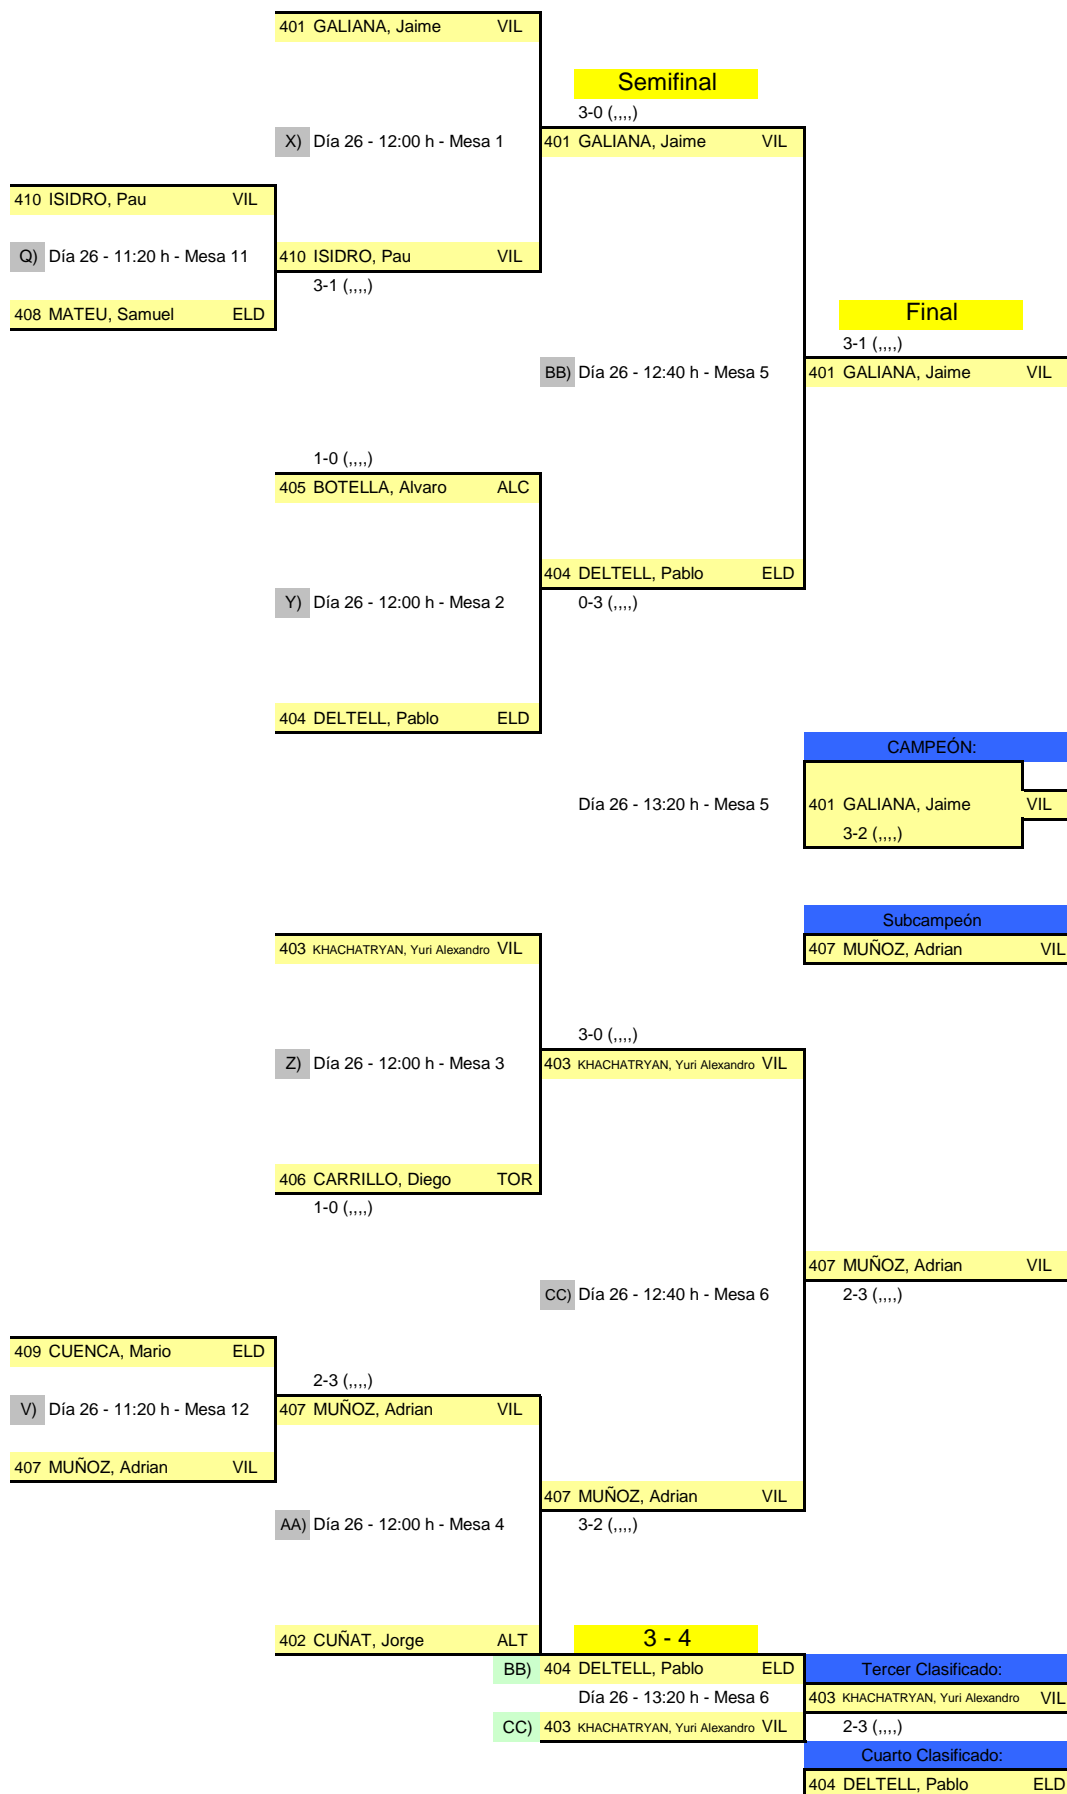 401 GALIANA, Jaime VIL
Semifinal
3-0 (,,,,)
X) Día 26 - 12:00 h - Mesa 1
401 GALIANA, Jaime VIL
410 ISIDRO, Pau VIL
Q) Día 26 - 11:20 h - Mesa 11
410 ISIDRO, Pau VIL
3-1 (,,,,)
408 MATEU, Samuel ELD
Final
3-1 (,,,,)
BB) Día 26 - 12:40 h - Mesa 5
401 GALIANA, Jaime VIL
1-0 (,,,,)
405 BOTELLA, Alvaro ALC
404 DELTELL, Pablo ELD
Y) Día 26 - 12:00 h - Mesa 2
0-3 (,,,,)
404 DELTELL, Pablo ELD
CAMPEÓN:
Día 26 - 13:20 h - Mesa 5
401 GALIANA, Jaime VIL
3-2 (,,,,)
Subcampeón
403 KHACHATRYAN, Yuri Alexandro VIL
407 MUÑOZ, Adrian VIL
3-0 (,,,,)
Z) Día 26 - 12:00 h - Mesa 3
403 KHACHATRYAN, Yuri Alexandro VIL
406 CARRILLO, Diego TOR
1-0 (,,,,)
407 MUÑOZ, Adrian VIL
CC) Día 26 - 12:40 h - Mesa 6
2-3 (,,,,)
409 CUENCA, Mario ELD
2-3 (,,,,)
V) Día 26 - 11:20 h - Mesa 12
407 MUÑOZ, Adrian VIL
407 MUÑOZ, Adrian VIL
407 MUÑOZ, Adrian VIL
AA) Día 26 - 12:00 h - Mesa 4
3-2 (,,,,)
402 CUÑAT, Jorge ALT
3 - 4
BB) 404 DELTELL, Pablo ELD
Tercer Clasificado:
Día 26 - 13:20 h - Mesa 6
403 KHACHATRYAN, Yuri Alexandro VIL
CC) 403 KHACHATRYAN, Yuri Alexandro VIL
2-3 (,,,,)
Cuarto Clasificado:
404 DELTELL, Pablo ELD